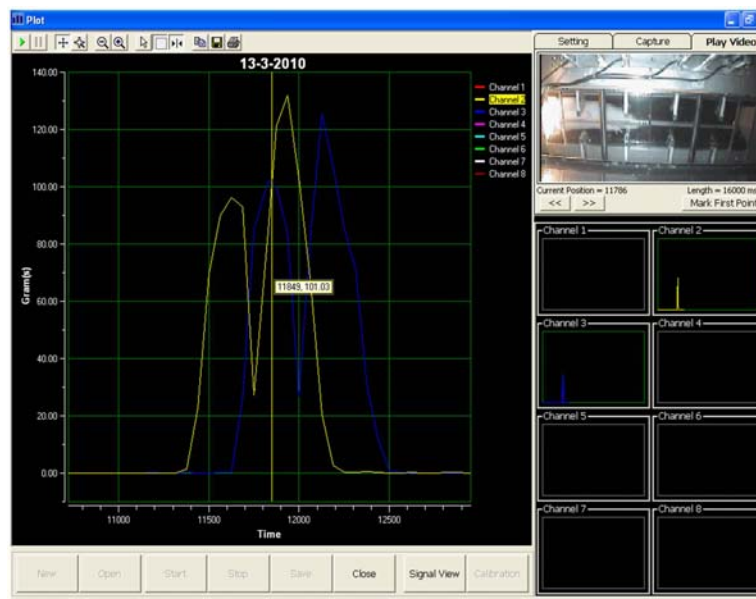 Plot
Setting Capture Play Video
13-3-2010
140.00
120.00
100.00
80.00
60.00
40.00
20.00
0.00
Gram(s)
11000 11500 12000 12500
Time
Channel 1
Channel 2
Channel 3
Channel 4
Channel 5
Channel 6
Channel 7
Channel 8
11849, 101.03
Current Position = 11786 Length = 16000 ms
<< >> Mark First Point
Channel 1 Channel 2
Channel 3 Channel 4
Channel 5 Channel 6
Channel 7 Channel 8
New Open Start Stop Save Close Signal View Calibration